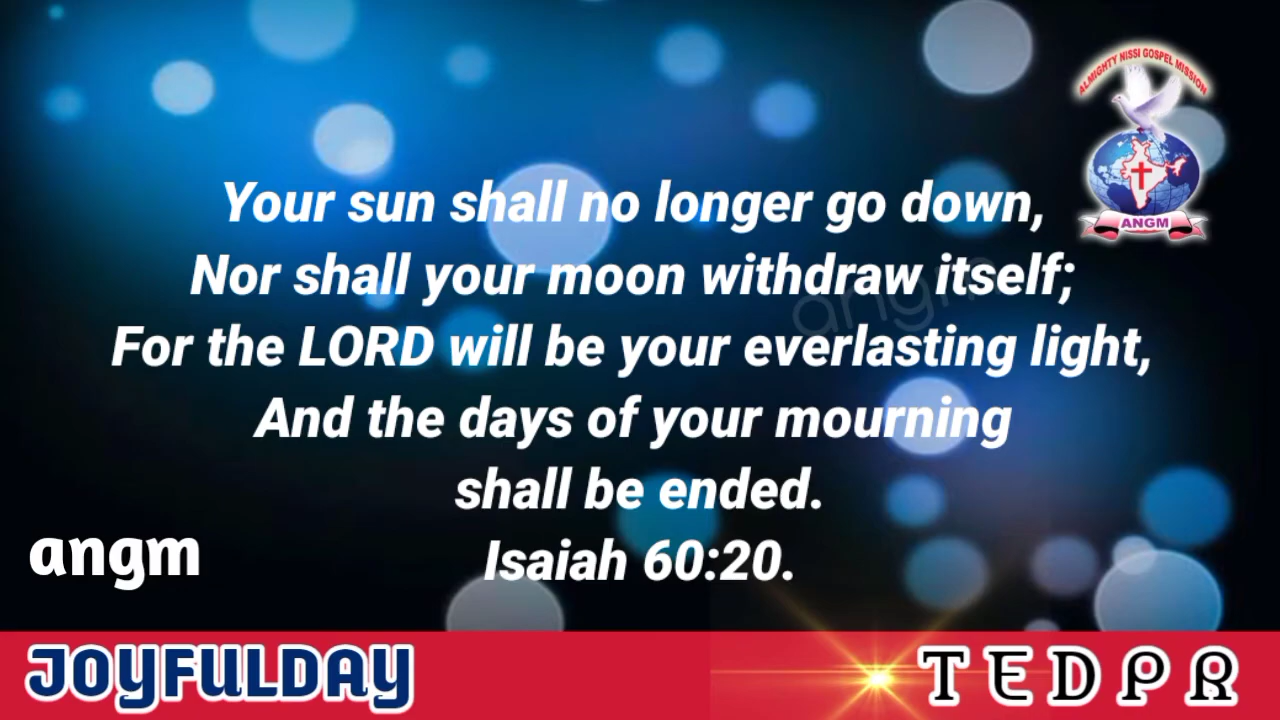 ALMIGHTY NISSI GOSPEL MISSION
ANGM
Your sun shall no longer go down,
Nor shall your moon withdraw itself;
angm
For the LORD will be your everlasting light,
And the days of your mourning
shall be ended.
Isaiah 60:20.
angm
JOYFULDAY
TEDPR